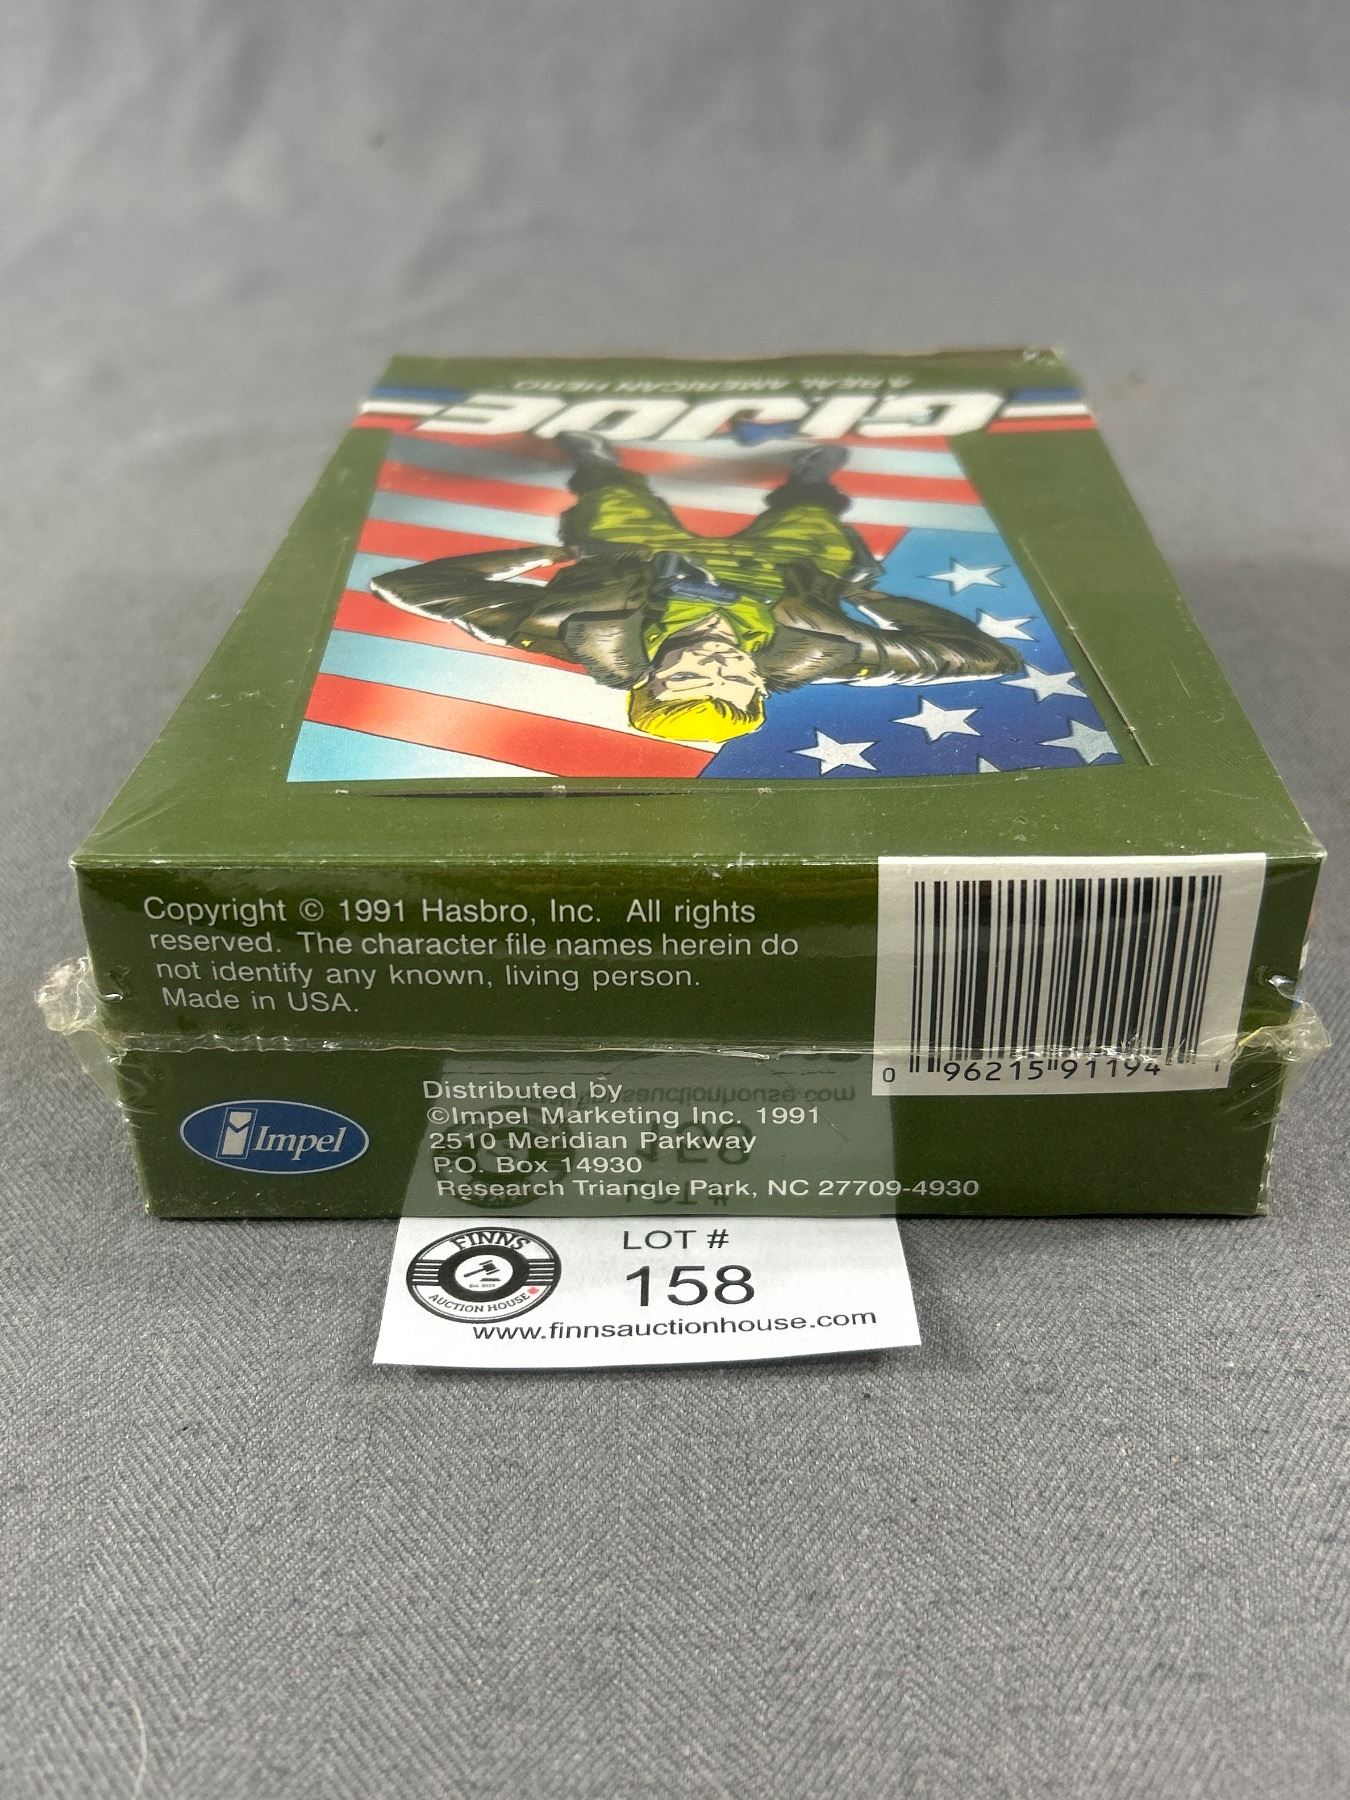 A REAL AMERICAN HERO
G.I. JOE
Copyright © 1991 Hasbro, Inc. All rights
reserved. The character file names herein do
not identify any known, living person.
Made in USA.
0 96215 91194 1
Impel
Distributed by
©Impel Marketing Inc. 1991
2510 Meridian Parkway
P.O. Box 14930
Research Triangle Park, NC 27709-4930
FINNS
AUCTION HOUSE
LOT #
158
www.finnsauctionhouse.com